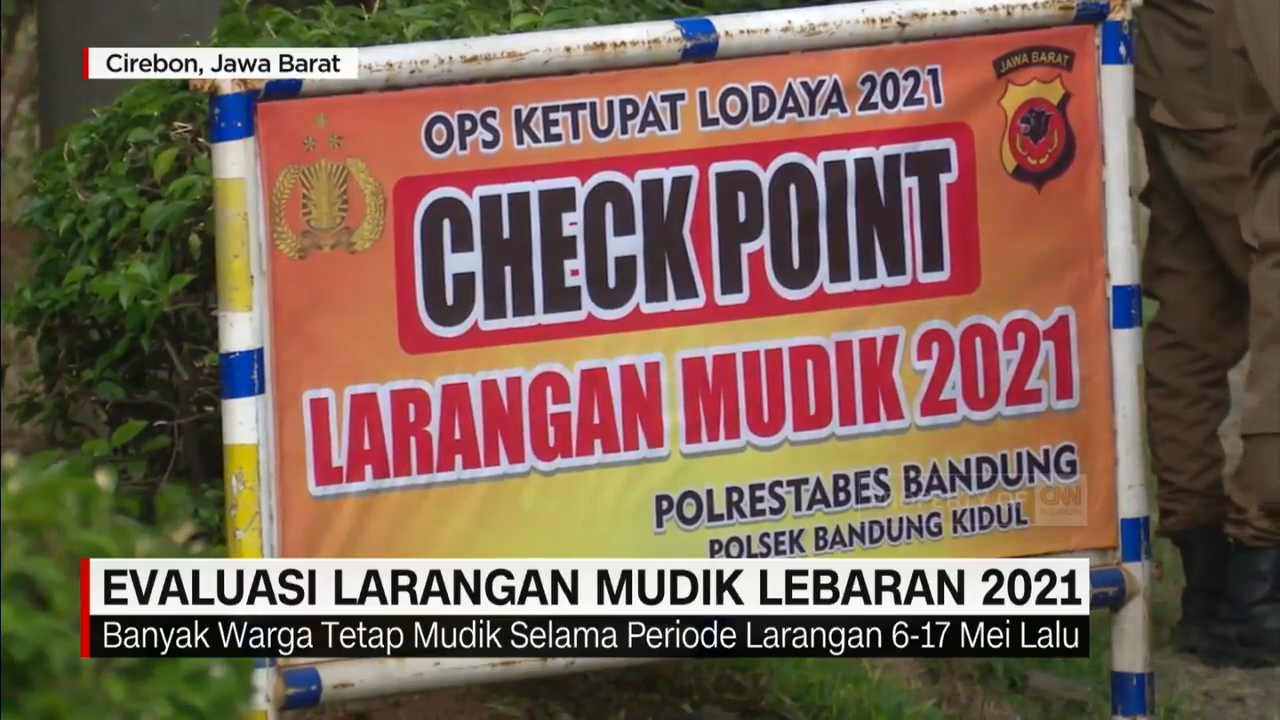 Cirebon, Jawa Barat
JAWA BARAT
OPS KETUPAT LODAYA 2021
CHECK POINT
LARANGAN MUDIK 2021
POLRESTABES BANDUNG
CNN
Indonesia
POLSEK BANDUNG KIDUL
EVALUASI LARANGAN MUDIK LEBARAN 2021
Banyak Warga Tetap Mudik Selama Periode Larangan 6-17 Mei Lalu